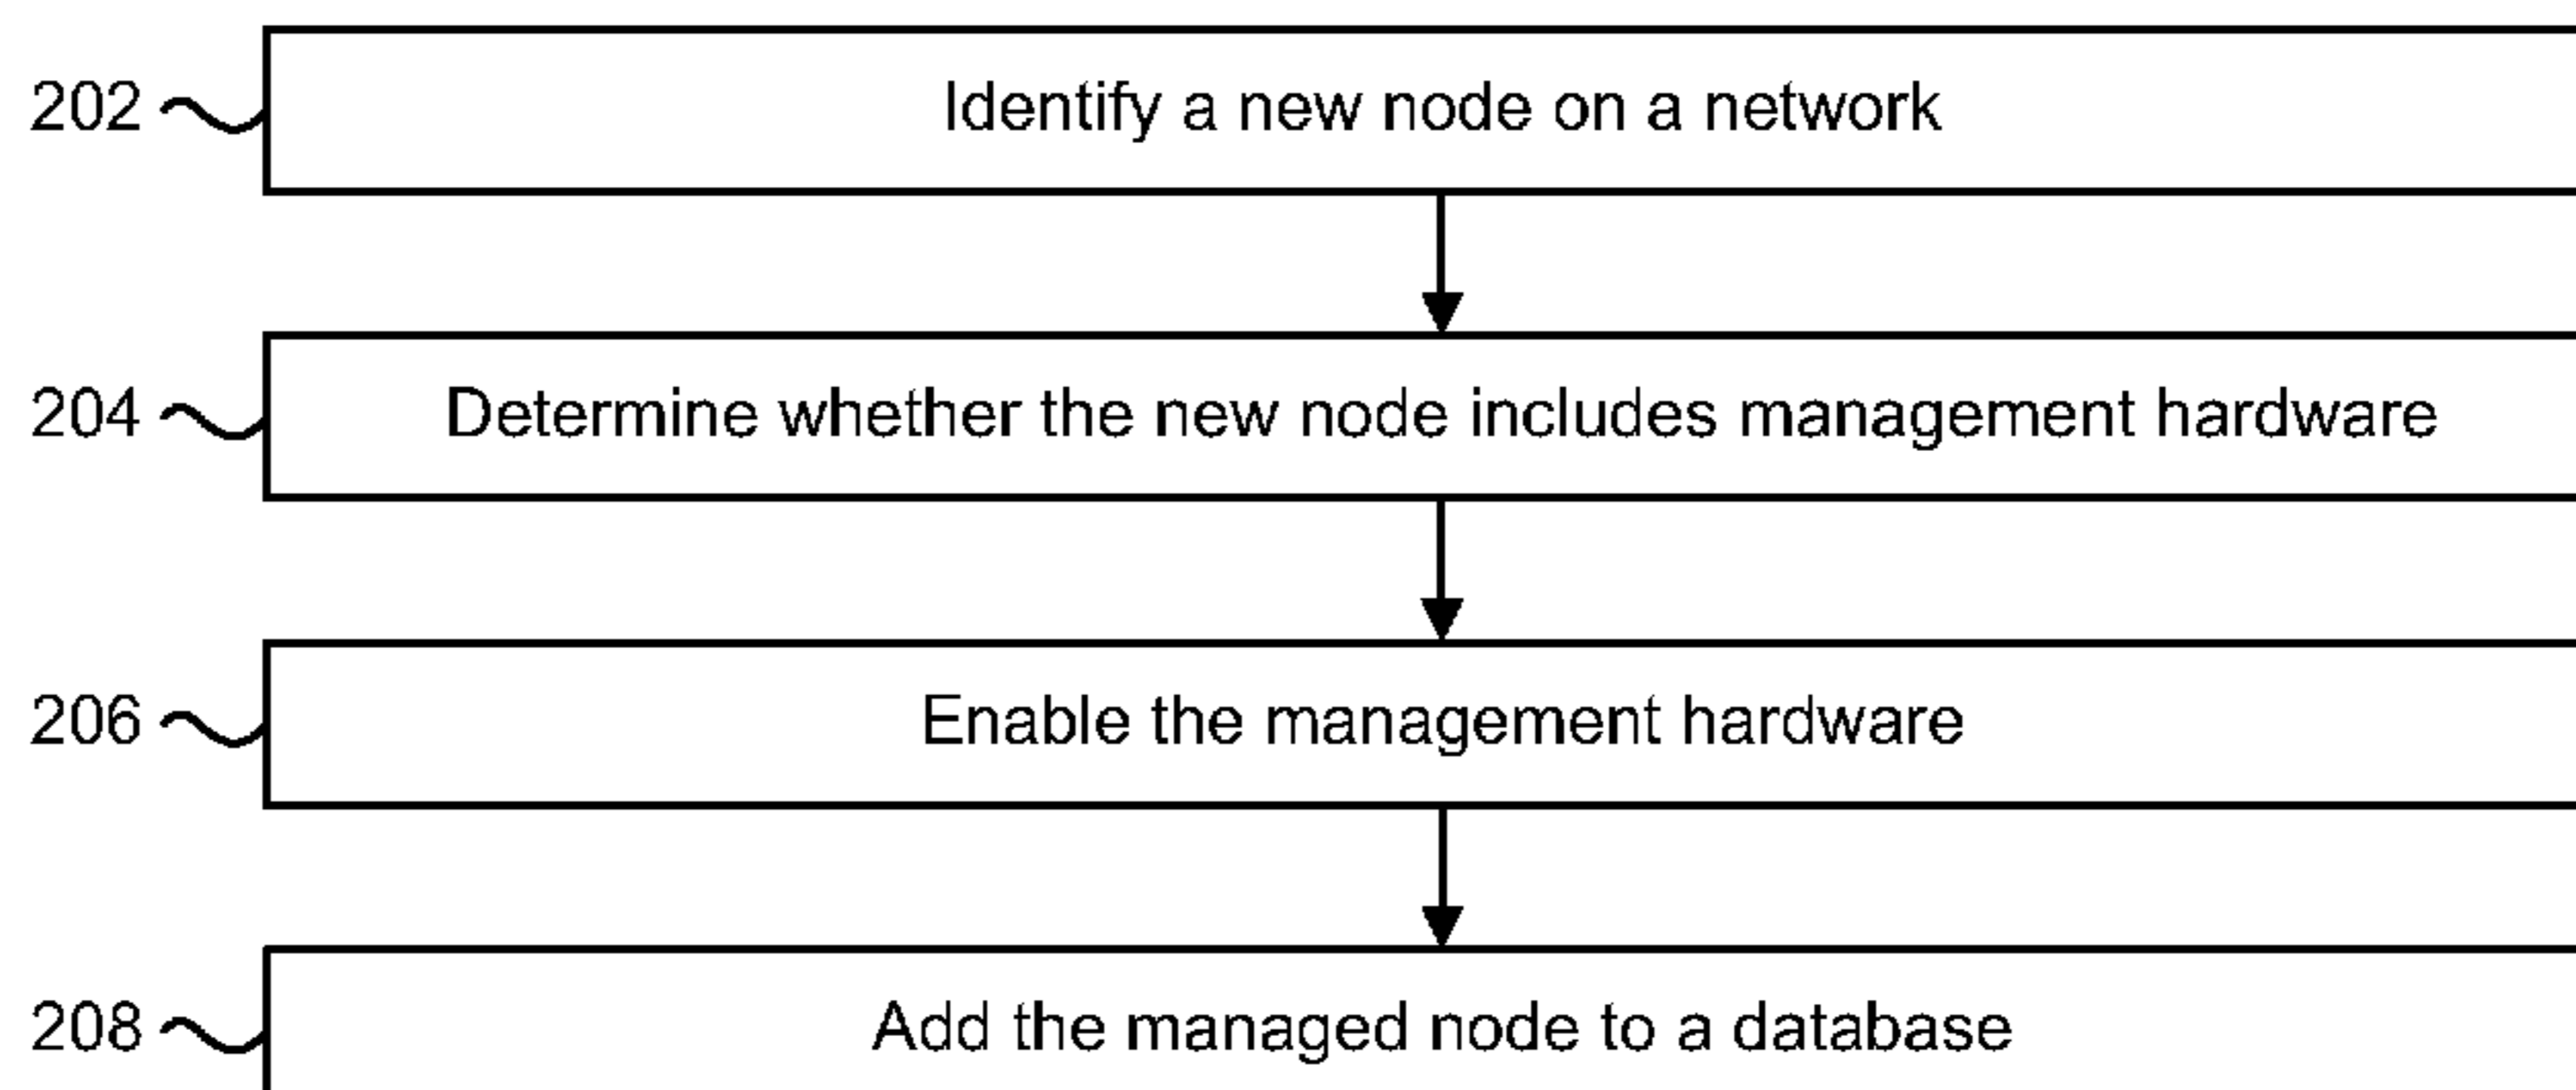 202 Identify a new node on a network
204 Determine whether the new node includes management hardware
206 Enable the management hardware
208 Add the managed node to a database